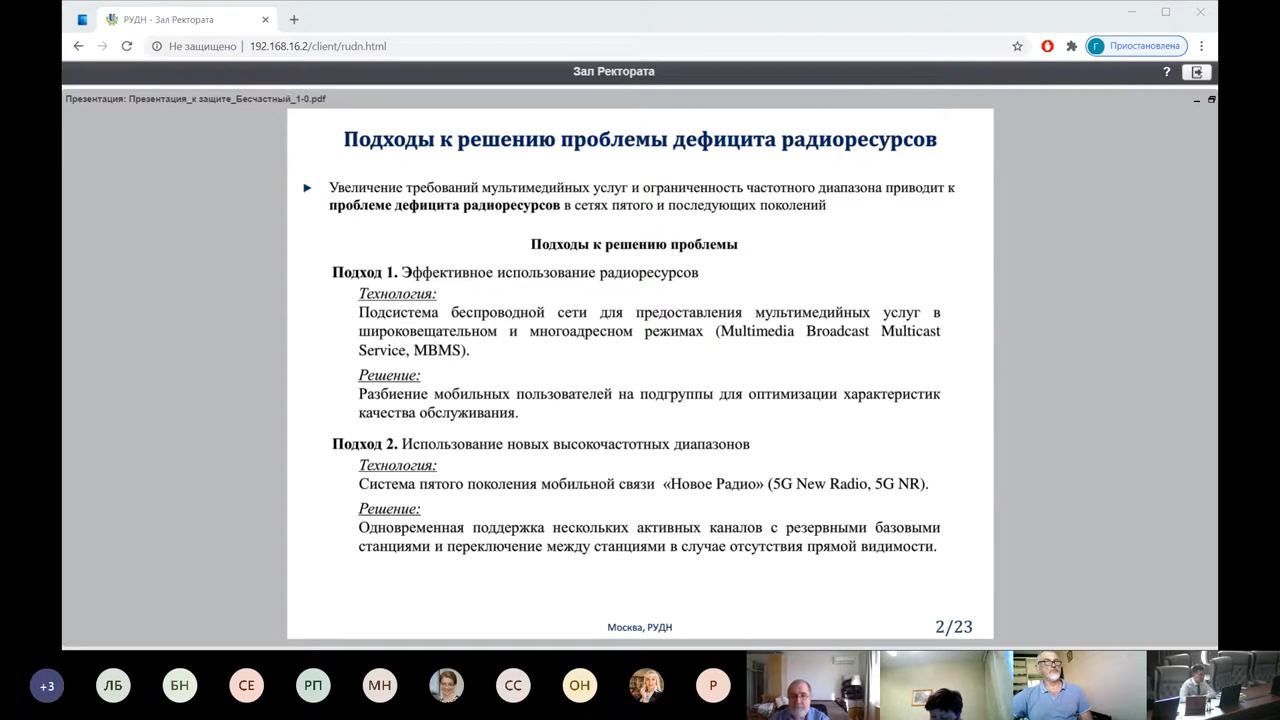 РУДН - Зал Ректората
Не защищено
192.168.16.2/client/rudn.html
Г
Приостановлена
Зал Ректората
?
Презентация: Презентация_к защите_Бесчастный_1-0.pdf
Подходы к решению проблемы дефицита радиоресурсов
Увеличение требований мультимедийных услуг и ограниченность частотного диапазона приводит к
проблеме дефицита радиоресурсов в сетях пятого и последующих поколений
Подходы к решению проблемы
Подход 1. Эффективное использование радиоресурсов
Технология:
Подсистема беспроводной сети для предоставления мультимедийных услуг в
широковещательном и многоадресном режимах (Multimedia Broadcast Multicast
Service, MBMS).
Решение:
Разбиение мобильных пользователей на подгруппы для оптимизации характеристик
качества обслуживания.
Подход 2. Использование новых высокочастотных диапазонов
Технология:
Система пятого поколения мобильной связи «Новое Радио» (5G New Radio, 5G NR).
Решение:
Одновременная поддержка нескольких активных каналов с резервными базовыми
станциями и переключение между станциями в случае отсутствия прямой видимости.
Москва, РУДН
2/23
+3
ЛБ
БН
СЕ
РП
МН
СС
ОН
Р